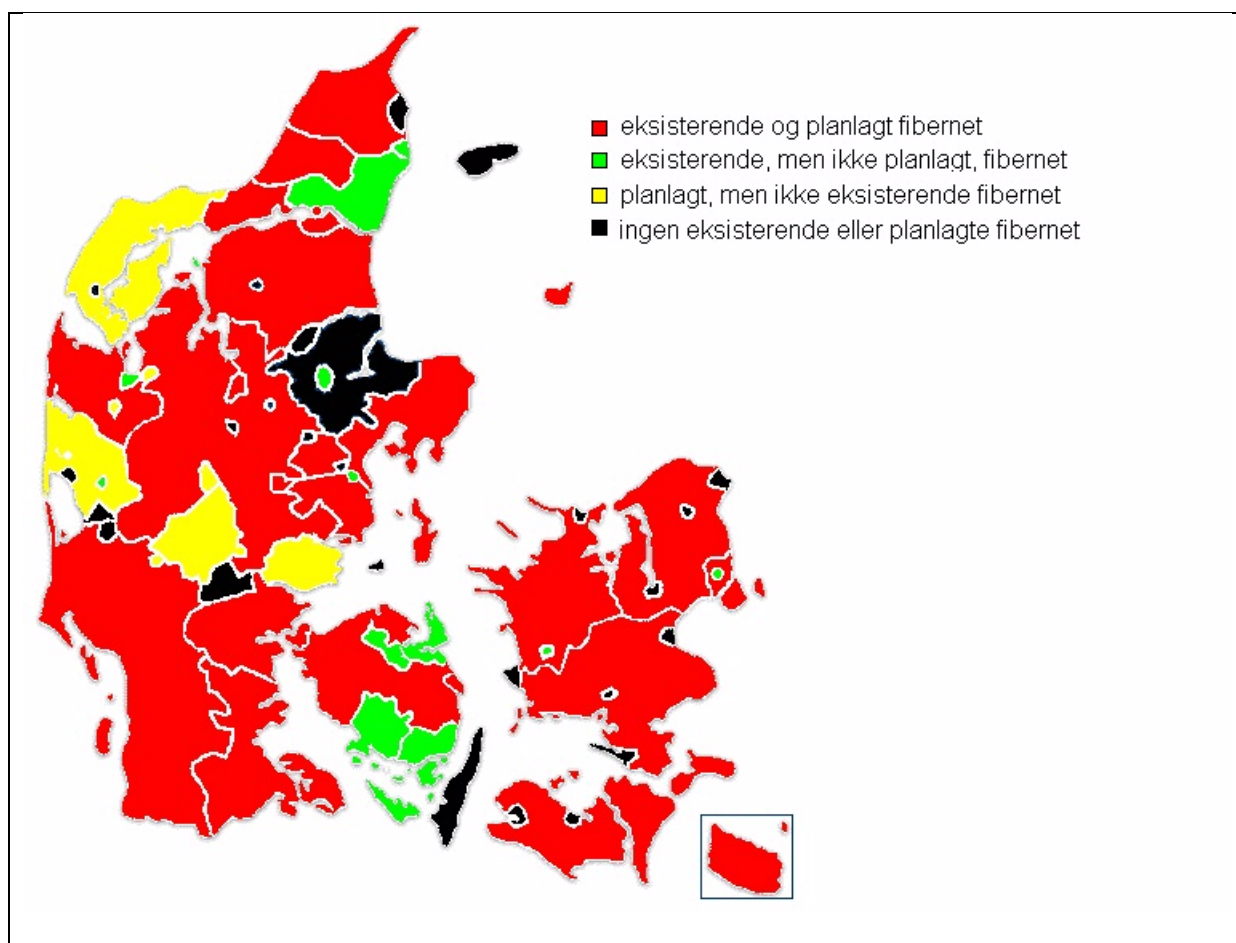 eksisterende og planlagt fibernet
eksisterende, men ikke planlagt, fibernet
planlagt, men ikke eksisterende fibernet
ingen eksisterende eller planlagte fibernet